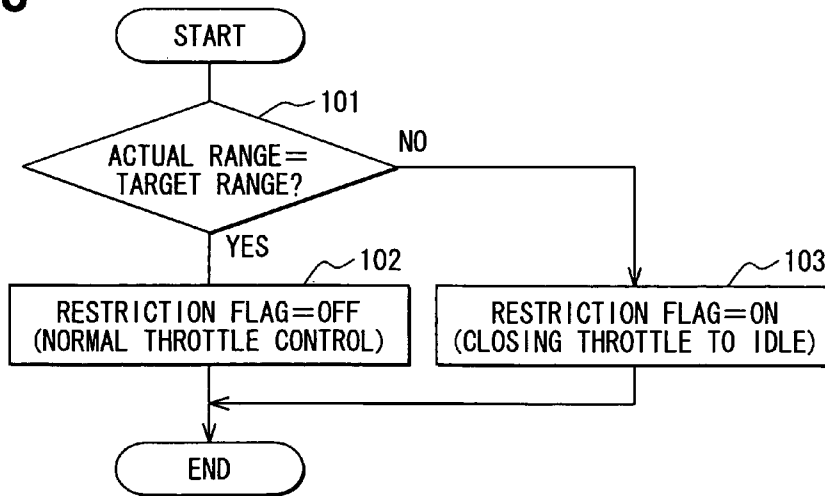 START
101
ACTUAL RANGE=
TARGET RANGE?
NO
YES
102
103
RESTRICTION FLAG=OFF
(NORMAL THROTTLE CONTROL)
RESTRICTION FLAG=ON
(CLOSING THROTTLE TO IDLE)
END